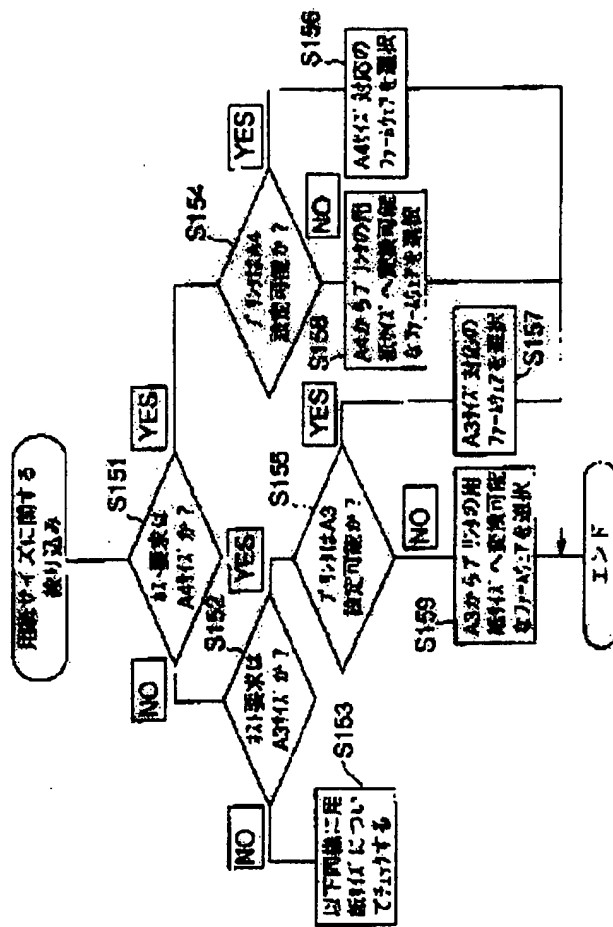 用紙サイズに関する
絞り込み
S151
ホスト要求は
A4サイズか？
YES
NO
S152
ホスト要求は
A3サイズか？
YES
NO
S153
以下同様に用
紙サイズについ
てチェックする
S154
プリンタはA4
設定可能か？
YES
NO
S156
A4サイズ対応の
ファームウェアを選択
S158
A4からプリンタの用
紙サイズへ変換可能
なファームウェアを選択
S155
プリンタはA3
設定可能か？
YES
NO
A3サイズ対応の
ファームウェアを選択
S157
S159
A3からプリンタの用
紙サイズへ変換可能
なファームウェアを選択
エンド